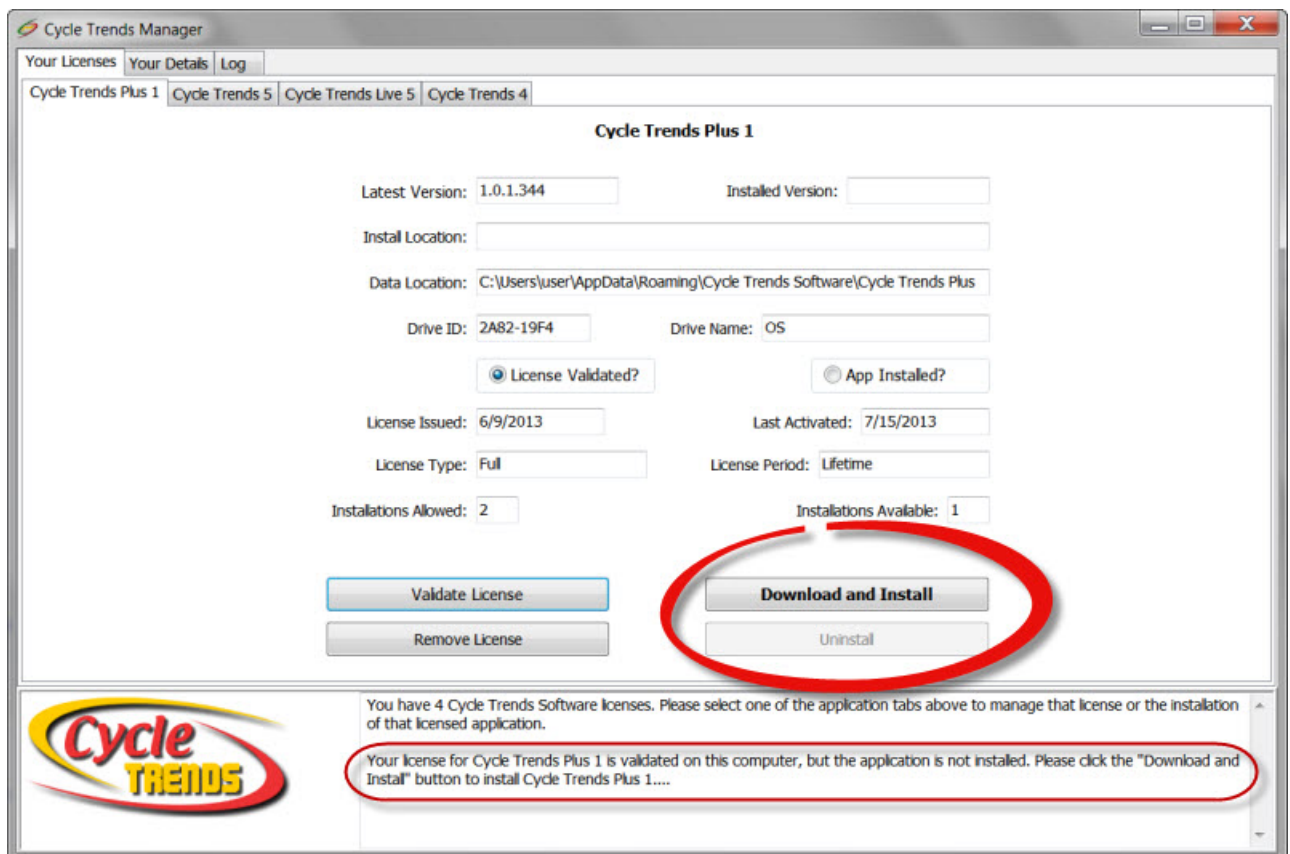 Cycle Trends Manager
Your Licenses Your Details Log
Cycle Trends Plus 1 Cycle Trends 5 Cycle Trends Live 5 Cycle Trends 4
Cycle Trends Plus 1
Latest Version: 1.0.1.344 Installed Version:
Install Location:
Data Location: C:\Users\user\AppData\Roaming\Cycle Trends Software\Cycle Trends Plus
Drive ID: 2A82-19F4 Drive Name: OS
License Validated? App Installed?
License Issued: 6/9/2013 Last Activated: 7/15/2013
License Type: Full License Period: Lifetime
Installations Allowed: 2 Installations Available: 1
Validate License Download and Install
Remove License Uninstall
Cycle
TRENDS
You have 4 Cycle Trends Software licenses. Please select one of the application tabs above to manage that license or the installation
of that licensed application.
Your license for Cycle Trends Plus 1 is validated on this computer, but the application is not installed. Please click the "Download and
Install" button to install Cycle Trends Plus 1....